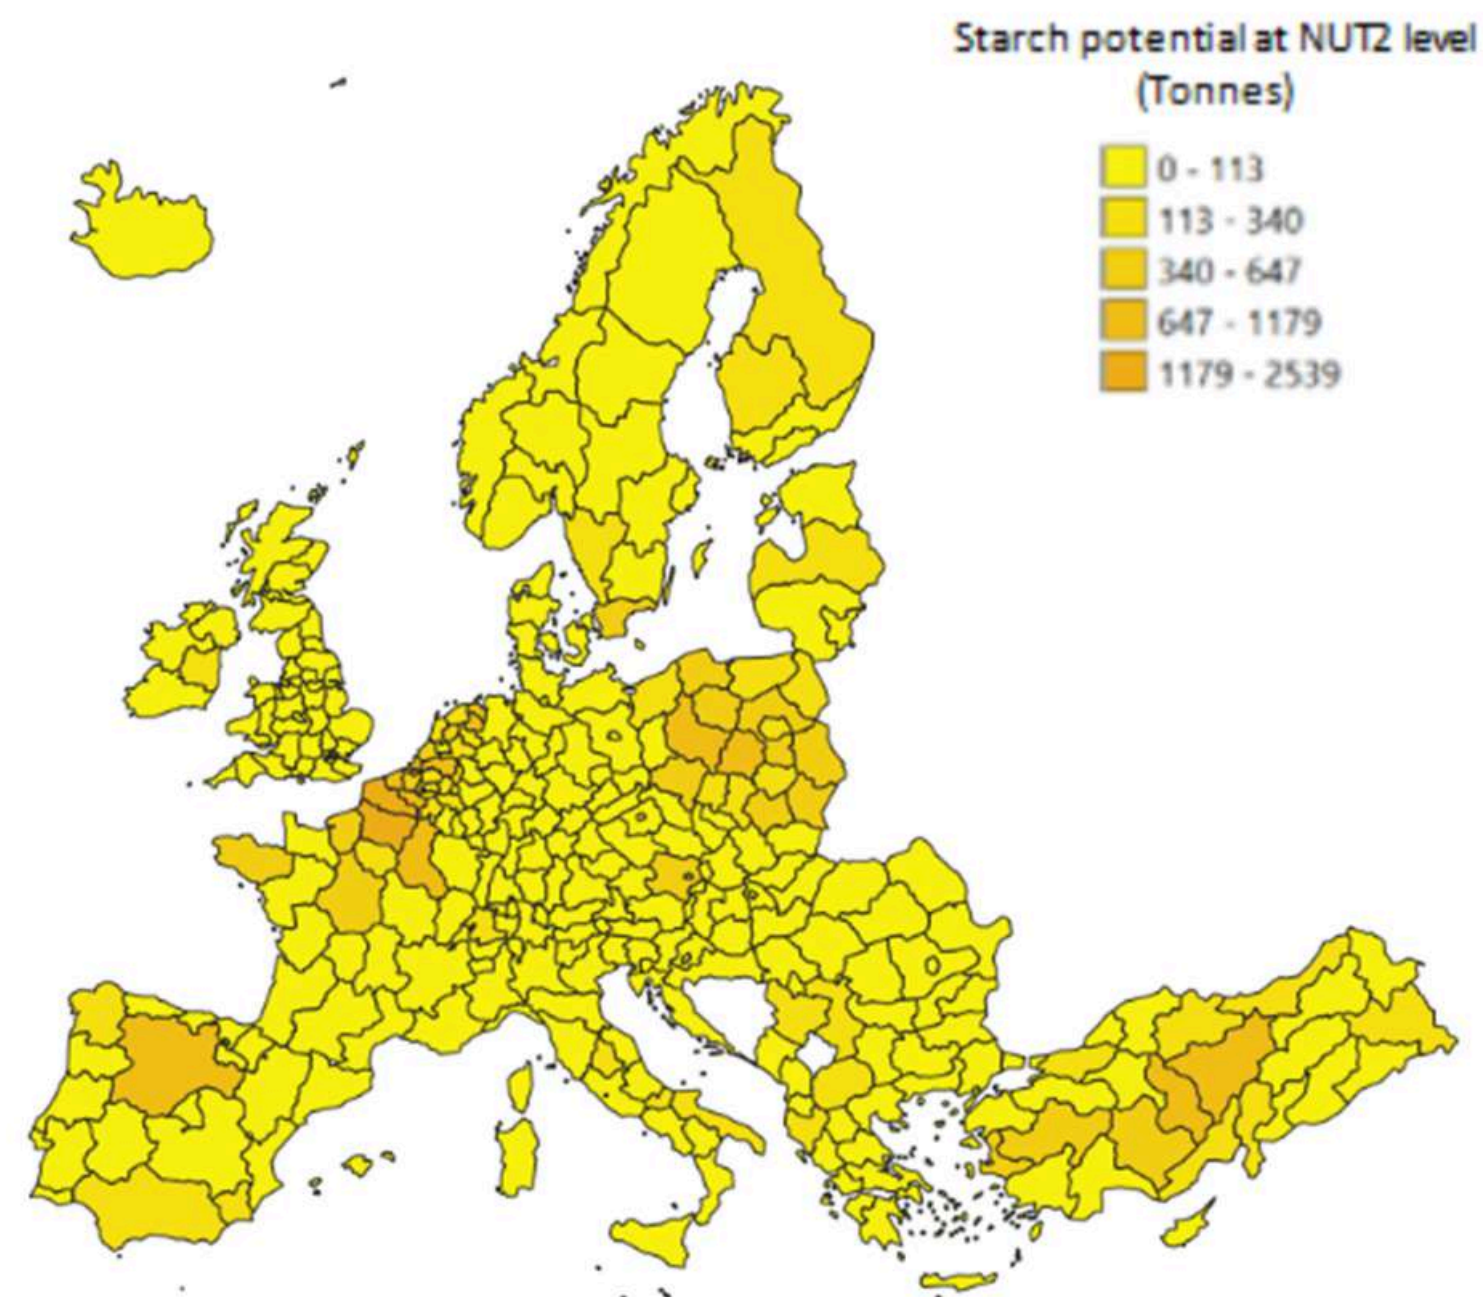 Starch potential at NUT2 level
(Tonnes)
0 - 113
113 - 340
340 - 647
647 - 1179
1179 - 2539